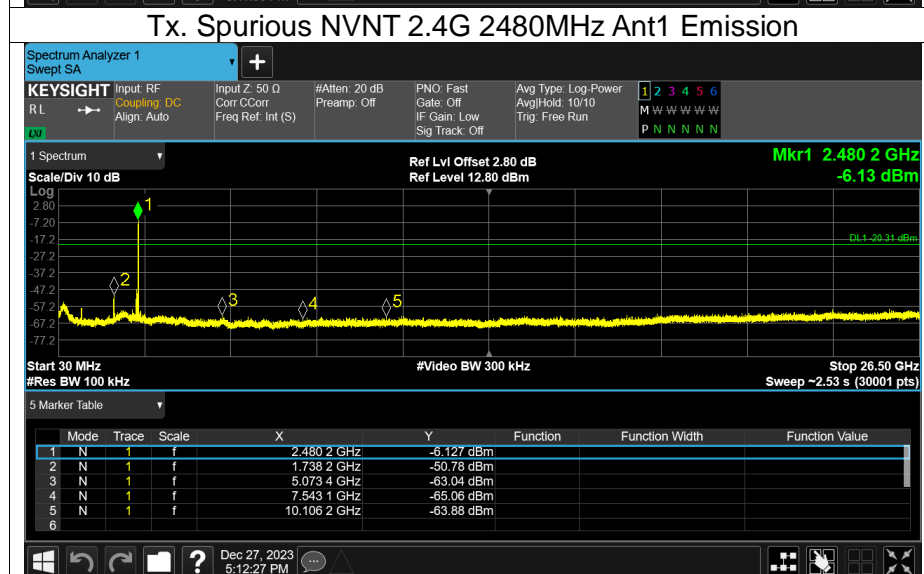 Tx. Spurious NVNT 2.4G 2480MHz Ant1 Emission
Spectrum Analyzer 1
Swept SA
+
KEYSIGHT
R L
LXI
Input: RF
Coupling: DC
Align: Auto
Input Z: 50 Ω
Corr CCorr
Freq Ref: Int (S)
#Atten: 20 dB
Preamp: Off
PNO: Fast
Gate: Off
IF Gain: Low
Sig Track: Off
Avg Type: Log-Power
Avg|Hold: 10/10
Trig: Free Run
1 2 3 4 5 6
M W W W W W
P N N N N N
1 Spectrum
Scale/Div 10 dB
Ref Lvl Offset 2.80 dB
Ref Level 12.80 dBm
Mkr1 2.480 2 GHz
-6.13 dBm
Log
2.80
-7.20
-17.2
-27.2
-37.2
-47.2
-57.2
-67.2
-77.2
1
2
3
4
5
DL1 -20.31 dBm
Start 30 MHz
#Res BW 100 kHz
#Video BW 300 kHz
Stop 26.50 GHz
Sweep ~2.53 s (30001 pts)
5 Marker Table
Mode Trace Scale X Y Function Function Width Function Value
1 N 1 f 2.480 2 GHz -6.127 dBm
2 N 1 f 1.738 2 GHz -50.78 dBm
3 N 1 f 5.073 4 GHz -63.04 dBm
4 N 1 f 7.543 1 GHz -65.06 dBm
5 N 1 f 10.106 2 GHz -63.88 dBm
6
?
Dec 27, 2023
5:12:27 PM